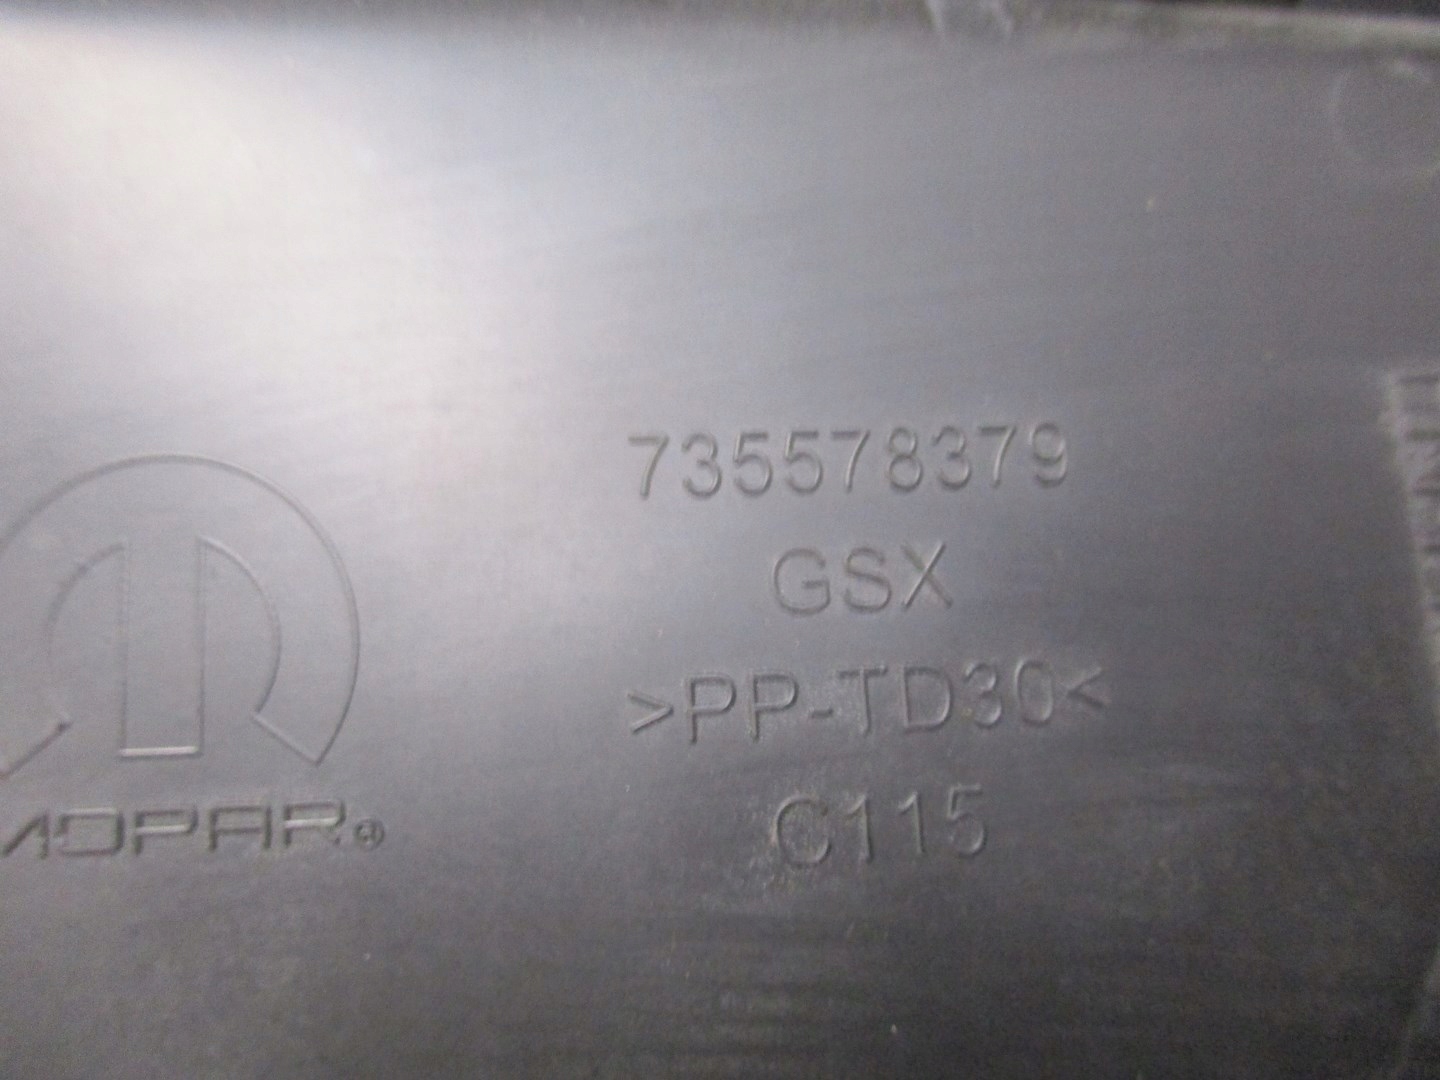 735578379
GSX
>PP-TD30<
C115
MOPAR®